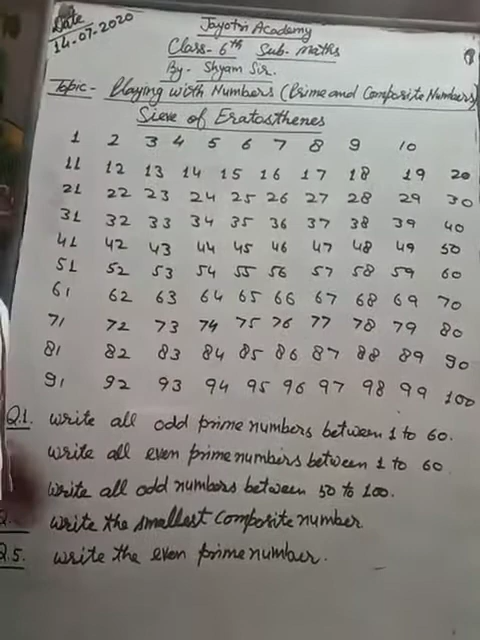 Date
14-07-2020
Jayotri Academy
Class- 6th Sub- Maths
By- Shyam Sir.
Topic- Playing with Numbers (Prime and Composite Numbers)
Sieve of Eratosthenes
1 2 3 4 5 6 7 8 9 10
11 12 13 14 15 16 17 18 19 20
21 22 23 24 25 26 27 28 29 30
31 32 33 34 35 36 37 38 39 40
41 42 43 44 45 46 47 48 49 50
51 52 53 54 55 56 57 58 59 60
61 62 63 64 65 66 67 68 69 70
71 72 73 74 75 76 77 78 79 80
81 82 83 84 85 86 87 88 89 90
91 92 93 94 95 96 97 98 99 100
Q.1. Write all odd prime numbers between 1 to 60.
Write all even prime numbers between 1 to 60.
Write all odd numbers between 50 to 100.
Write the smallest Composite number.
Q.5. Write the even prime number.